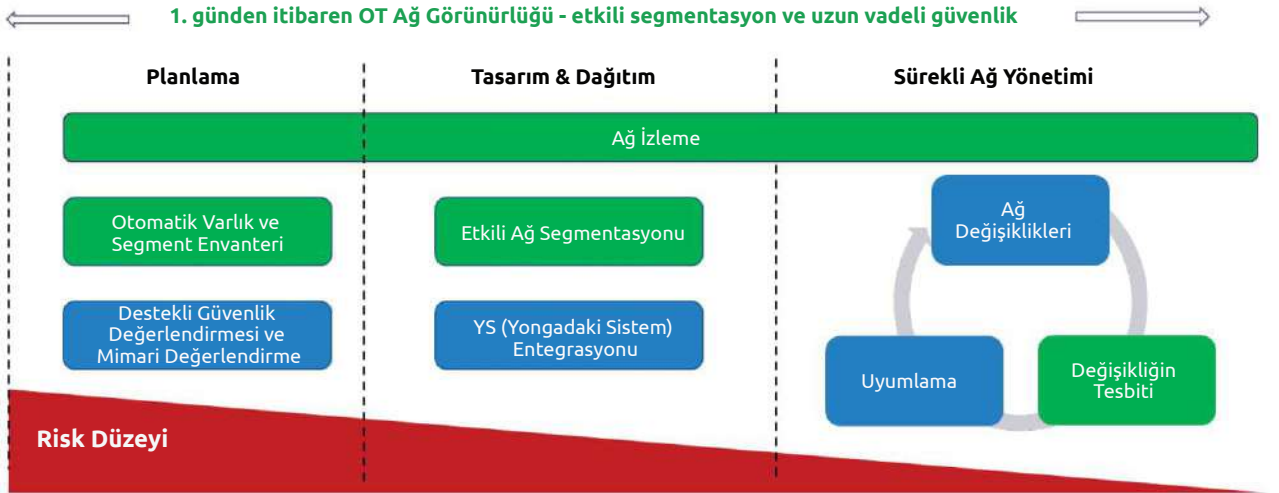 1. günden itibaren OT Ağ Görünürlüğü - etkili segmentasyon ve uzun vadeli güvenlik
Planlama
Tasarım & Dağıtım
Sürekli Ağ Yönetimi
Ağ İzleme
Otomatik Varlık ve
Segment Envanteri
Etkili Ağ Segmentasyonu
Ağ
Değişiklikleri
Destekli Güvenlik
Değerlendirmesi ve
Mimari Değerlendirme
YS (Yongadaki Sistem)
Entegrasyonu
Uyumlama
Değişikliğin
Tesbiti
Risk Düzeyi